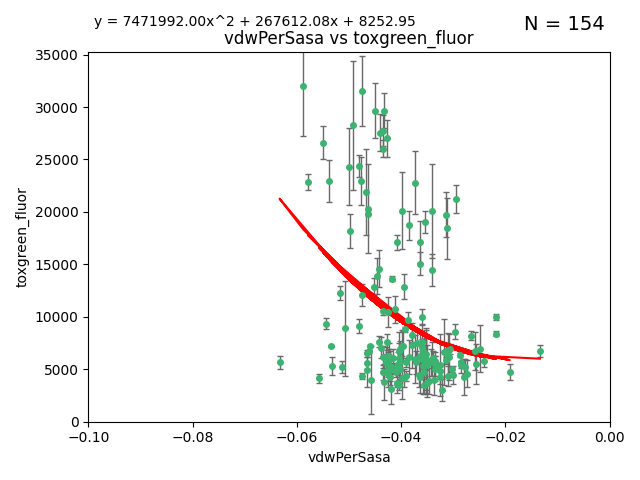 y = 7471992.00x^2 + 267612.08x + 8252.95
N = 154
vdwPerSasa vs toxgreen_fluor
35000
30000
25000
20000
15000
10000
5000
0
toxgreen_fluor
−0.10
−0.08
−0.06
−0.04
−0.02
0.00
vdwPerSasa